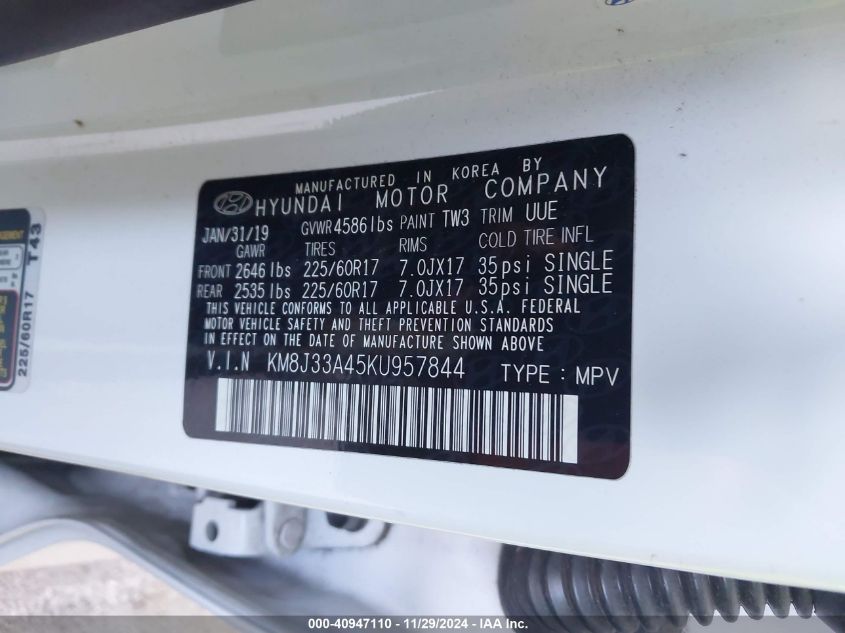 MANUFACTURED IN KOREA BY
HYUNDAI MOTOR COMPANY
JAN/31/19 GVWR 4586 lbs PAINT TW3 TRIM UUE
GAWR TIRES RIMS COLD TIRE INFL
FRONT 2646 lbs 225/60R17 7.0JX17 35psi SINGLE
REAR 2535 lbs 225/60R17 7.0JX17 35psi SINGLE
THIS VEHICLE CONFORMS TO ALL APPLICABLE U.S.A. FEDERAL
MOTOR VEHICLE SAFETY AND THEFT PREVENTION STANDARDS
IN EFFECT ON THE DATE OF MANUFACTURE SHOWN ABOVE
V.I.N KM8J33A45KU957844 TYPE : MPV
T43
225/60R17
000-40947110 - 11/29/2024 - IAA Inc.